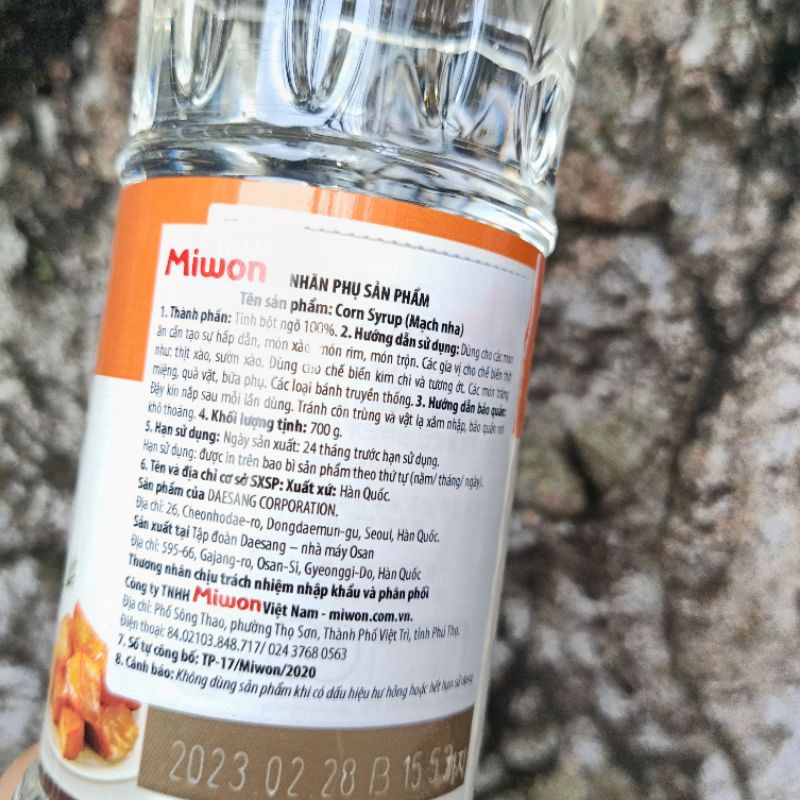 Miwon
NHÃN PHỤ SẢN PHẨM
Tên sản phẩm: Corn Syrup (Mạch nha)
1. Thành phần: Tinh bột ngô 100%. 2. Hướng dẫn sử dụng: Dùng cho các món
ăn cần tạo sự hấp dẫn, món xào, món rim, món trộn. Các gia vị cho chế biến thịt
như: thịt xào, sườn xào. Dùng cho chế biến kim chi và tương ớt. Các món tráng
miệng, quà vặt, bữa phụ. Các loại bánh truyền thống. 3. Hướng dẫn bảo quản:
Đậy kín nắp sau mỗi lần dùng. Tránh côn trùng và vật lạ xâm nhập, bảo quản nơi
khô thoáng. 4. Khối lượng tịnh: 700 g.
5. Hạn sử dụng: Ngày sản xuất: 24 tháng trước hạn sử dụng.
Hạn sử dụng: được in trên bao bì sản phẩm theo thứ tự (năm/ tháng/ ngày).
6. Tên và địa chỉ cơ sở SXSP: Xuất xứ: Hàn Quốc.
Sản phẩm của DAESANG CORPORATION.
Địa chỉ: 26, Cheonhodae-ro, Dongdaemun-gu, Seoul, Hàn Quốc.
Sản xuất tại Tập đoàn Daesang – nhà máy Osan
Địa chỉ: 595-66, Gajang-ro, Osan-Si, Gyeonggi-Do, Hàn Quốc
Thương nhân chịu trách nhiệm nhập khẩu và phân phối
Công ty TNHH Miwon Việt Nam - miwon.com.vn.
Địa chỉ: Phố Sông Thao, phường Thọ Sơn, Thành Phố Việt Trì, tỉnh Phú Thọ.
Điện thoại: 84.02103.848.717/ 024 3768 0563
7. Số tự công bố: TP-17/Miwon/2020
8. Cảnh báo: Không dùng sản phẩm khi có dấu hiệu hư hỏng hoặc hết hạn sử dụng
2023.02.28 B